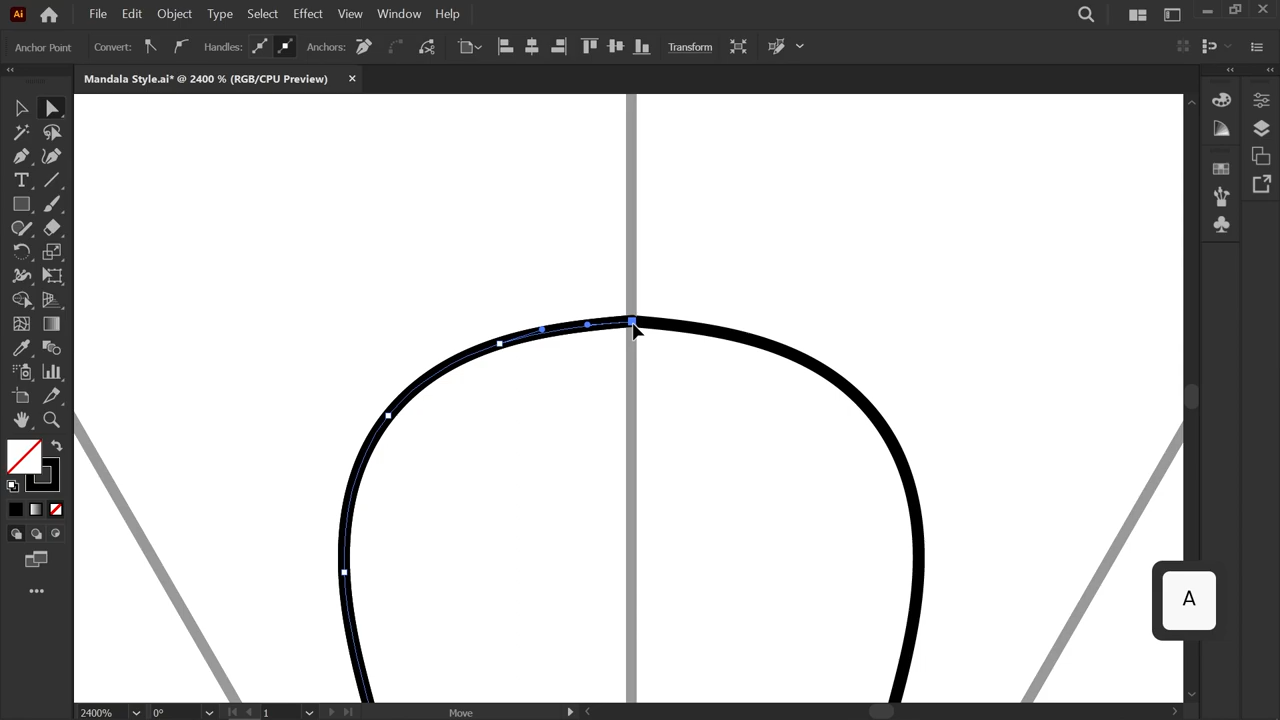 Ai File Edit Object Type Select Effect View Window Help
Anchor Point Convert: Handles: Anchors: Transform
Mandala Style.ai* @ 2400 % (RGB/CPU Preview)
A
2400% 0° 1 Move